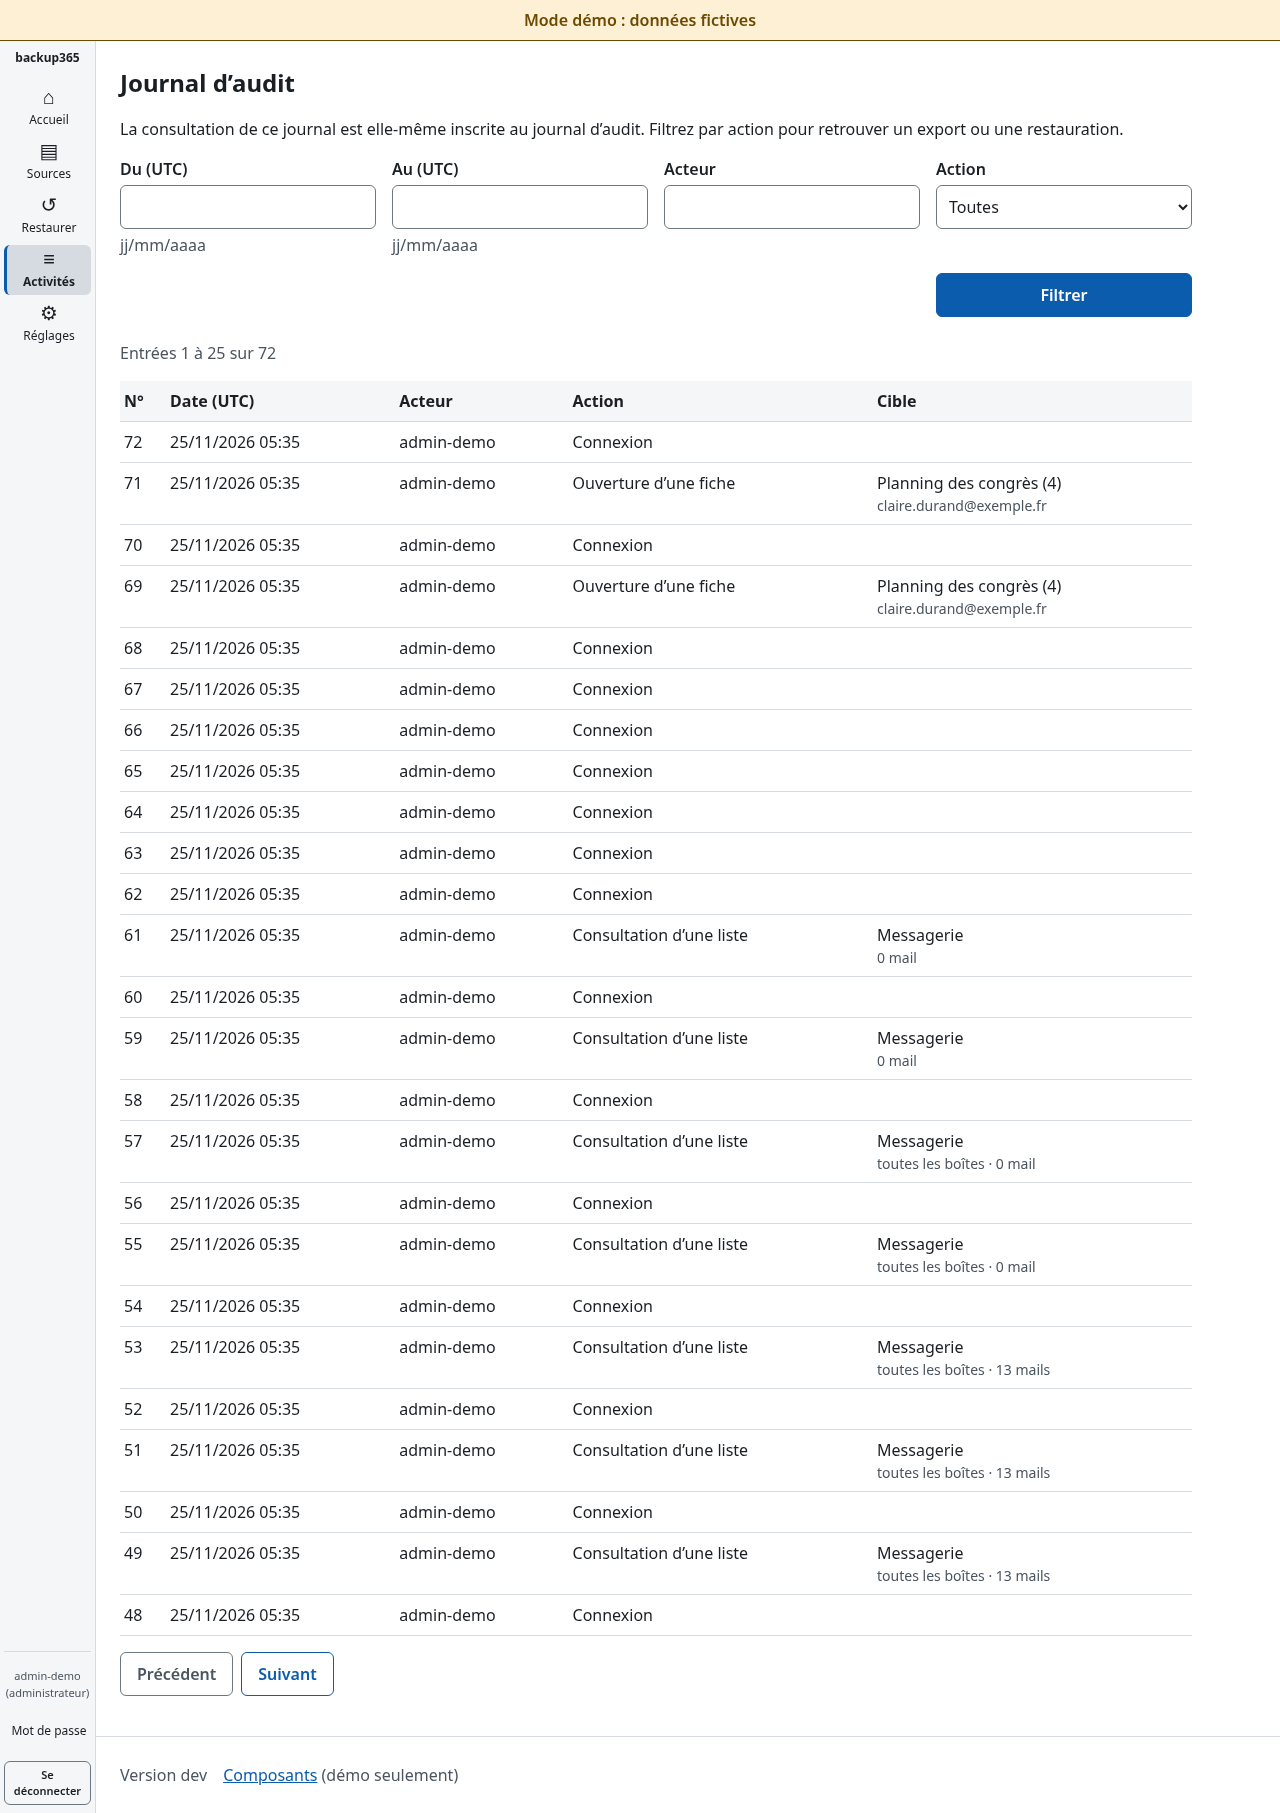 Mode démo : données fictives
backup365
Accueil
Sources
Restaurer
Activités
Réglages
Journal d’audit
La consultation de ce journal est elle-même inscrite au journal d’audit. Filtrez par action pour retrouver un export ou une restauration.
Du (UTC) Au (UTC) Acteur Action
Toutes
jj/mm/aaaa jj/mm/aaaa
Filtrer
Entrées 1 à 25 sur 72
N° Date (UTC) Acteur Action Cible
72 25/11/2026 05:35 admin-demo Connexion
71 25/11/2026 05:35 admin-demo Ouverture d’une fiche Planning des congrès (4)
claire.durand@exemple.fr
70 25/11/2026 05:35 admin-demo Connexion
69 25/11/2026 05:35 admin-demo Ouverture d’une fiche Planning des congrès (4)
claire.durand@exemple.fr
68 25/11/2026 05:35 admin-demo Connexion
67 25/11/2026 05:35 admin-demo Connexion
66 25/11/2026 05:35 admin-demo Connexion
65 25/11/2026 05:35 admin-demo Connexion
64 25/11/2026 05:35 admin-demo Connexion
63 25/11/2026 05:35 admin-demo Connexion
62 25/11/2026 05:35 admin-demo Connexion
61 25/11/2026 05:35 admin-demo Consultation d’une liste Messagerie
0 mail
60 25/11/2026 05:35 admin-demo Connexion
59 25/11/2026 05:35 admin-demo Consultation d’une liste Messagerie
0 mail
58 25/11/2026 05:35 admin-demo Connexion
57 25/11/2026 05:35 admin-demo Consultation d’une liste Messagerie
toutes les boîtes · 0 mail
56 25/11/2026 05:35 admin-demo Connexion
55 25/11/2026 05:35 admin-demo Consultation d’une liste Messagerie
toutes les boîtes · 0 mail
54 25/11/2026 05:35 admin-demo Connexion
53 25/11/2026 05:35 admin-demo Consultation d’une liste Messagerie
toutes les boîtes · 13 mails
52 25/11/2026 05:35 admin-demo Connexion
51 25/11/2026 05:35 admin-demo Consultation d’une liste Messagerie
toutes les boîtes · 13 mails
50 25/11/2026 05:35 admin-demo Connexion
49 25/11/2026 05:35 admin-demo Consultation d’une liste Messagerie
toutes les boîtes · 13 mails
48 25/11/2026 05:35 admin-demo Connexion
Précédent Suivant
admin-demo
(administrateur)
Mot de passe
Se
déconnecter
Version dev Composants (démo seulement)